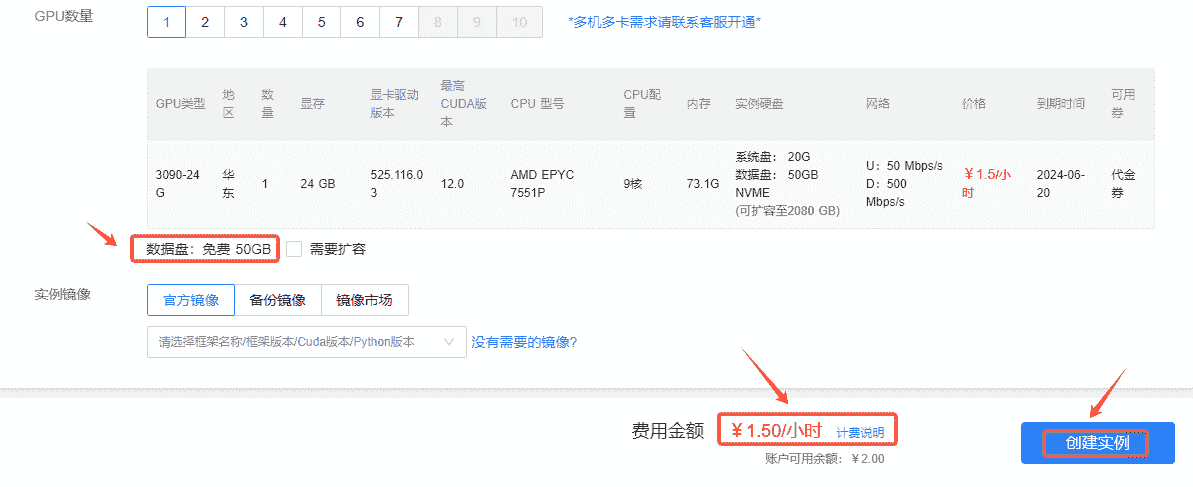 GPU数量
1 2 3 4 5 6 7 8 9 10 *多机多卡需求请联系客服开通*
GPU类型 地区 数量 显存 显卡驱动版本 最高CUDA版本 CPU 型号 CPU配置 内存 实例硬盘 网络 价格 到期时间 可用券
3090-24G 华东 1 24 GB 525.116.03 12.0 AMD EPYC 7551P 9核 73.1G 系统盘： 20G 数据盘： 50GB NVME (可扩容至2080 GB) U：50 Mbps/s D：500 Mbps/s ￥1.5/小时 2024-06-20 代金券
数据盘：免费 50GB 需要扩容
实例镜像
官方镜像 备份镜像 镜像市场
请选择框架名称/框架版本/Cuda版本/Python版本 没有需要的镜像?
费用金额 ￥1.50/小时 计费说明
账户可用余额：￥2.00
创建实例